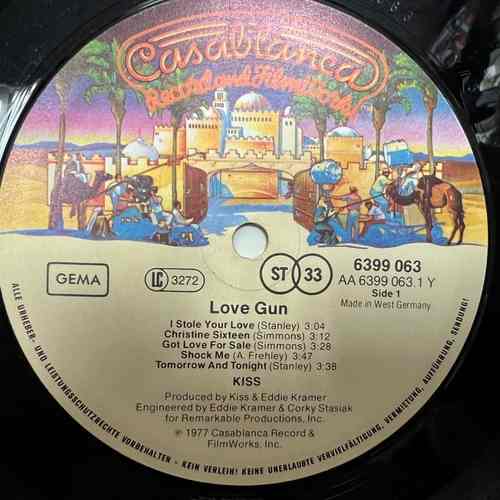 Casablanca
Record and FilmWorks
GEMA
LC 3272
ST 33
6399 063
AA 6399 063.1 Y
Side 1
Made in West Germany
Love Gun
I Stole Your Love (Stanley) 3:04
Christine Sixteen (Simmons) 3:12
Got Love For Sale (Simmons) 3:28
Shock Me (A. Frehley) 3:47
Tomorrow And Tonight (Stanley) 3:38
KISS
Produced by Kiss & Eddie Kramer
Engineered by Eddie Kramer & Corky Stasiak
for Remarkable Productions, Inc.
℗ 1977 Casablanca Record &
FilmWorks, Inc.
ALLE URHEBER- UND LEISTUNGSSCHUTZRECHTE VORBEHALTEN - KEIN VERLEIH! KEINE UNERLAUBTE VERVIELFÄLTIGUNG, VERMIETUNG, AUFFÜHRUNG, SENDUNG!